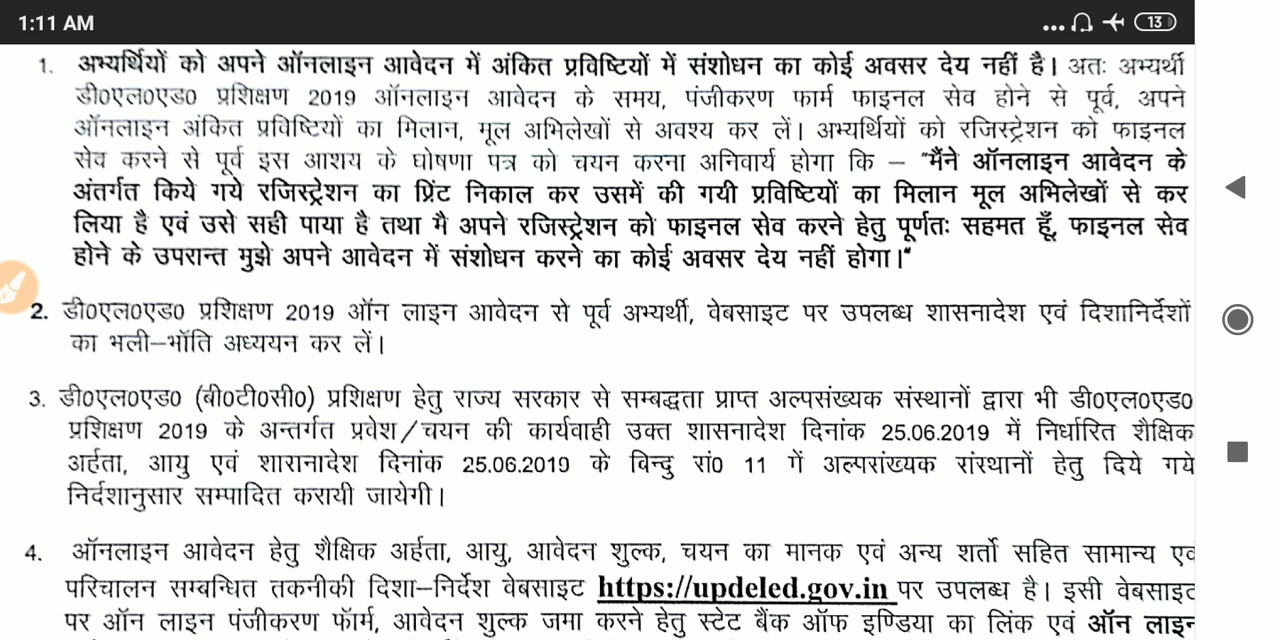 1:11 AM
13
1. अभ्यर्थियों को अपने ऑनलाइन आवेदन में अंकित प्रविष्टियों में संशोधन का कोई अवसर देय नहीं है। अतः अभ्यर्थी
डी०एल०एड० प्रशिक्षण 2019 ऑनलाइन आवेदन के समय, पंजीकरण फार्म फाइनल सेव होने से पूर्व, अपने
ऑनलाइन अंकित प्रविष्टियों का मिलान, मूल अभिलेखों से अवश्य कर लें। अभ्यर्थियों को रजिस्ट्रेशन को फाइनल
सेव करने से पूर्व इस आशय के घोषणा पत्र को चयन करना अनिवार्य होगा कि – "मैंने ऑनलाइन आवेदन के
अंतर्गत किये गये रजिस्ट्रेशन का प्रिंट निकाल कर उसमें की गयी प्रविष्टियों का मिलान मूल अभिलेखों से कर
लिया है एवं उसे सही पाया है तथा मै अपने रजिस्ट्रेशन को फाइनल सेव करने हेतु पूर्णतः सहमत हूँ, फाइनल सेव
होने के उपरान्त मुझे अपने आवेदन में संशोधन करने का कोई अवसर देय नहीं होगा।"
2. डी०एल०एड० प्रशिक्षण 2019 ऑन लाइन आवेदन से पूर्व अभ्यर्थी, वेबसाइट पर उपलब्ध शासनादेश एवं दिशानिर्देशों
का भली–भॉति अध्ययन कर लें।
3. डी०एल०एड० (बी०टी०सी०) प्रशिक्षण हेतु राज्य सरकार से सम्बद्धता प्राप्त अल्पसंख्यक संस्थानों द्वारा भी डी०एल०एड०
प्रशिक्षण 2019 के अन्तर्गत प्रवेश/चयन की कार्यवाही उक्त शासनादेश दिनांक 25.06.2019 में निर्धारित शैक्षिक
अर्हता, आयु एवं शासनादेश दिनांक 25.06.2019 के बिन्दु सं० 11 में अल्पसंख्यक संस्थानों हेतु दिये गये
निर्दशानुसार सम्पादित करायी जायेगी।
4. ऑनलाइन आवेदन हेतु शैक्षिक अर्हता, आयु, आवेदन शुल्क, चयन का मानक एवं अन्य शर्तो सहित सामान्य एवं
परिचालन सम्बन्धित तकनीकी दिशा–निर्देश वेबसाइट https://updeled.gov.in पर उपलब्ध है। इसी वेबसाइट
पर ऑन लाइन पंजीकरण फॉर्म, आवेदन शुल्क जमा करने हेतु स्टेट बैंक ऑफ इण्डिया का लिंक एवं ऑन लाइन